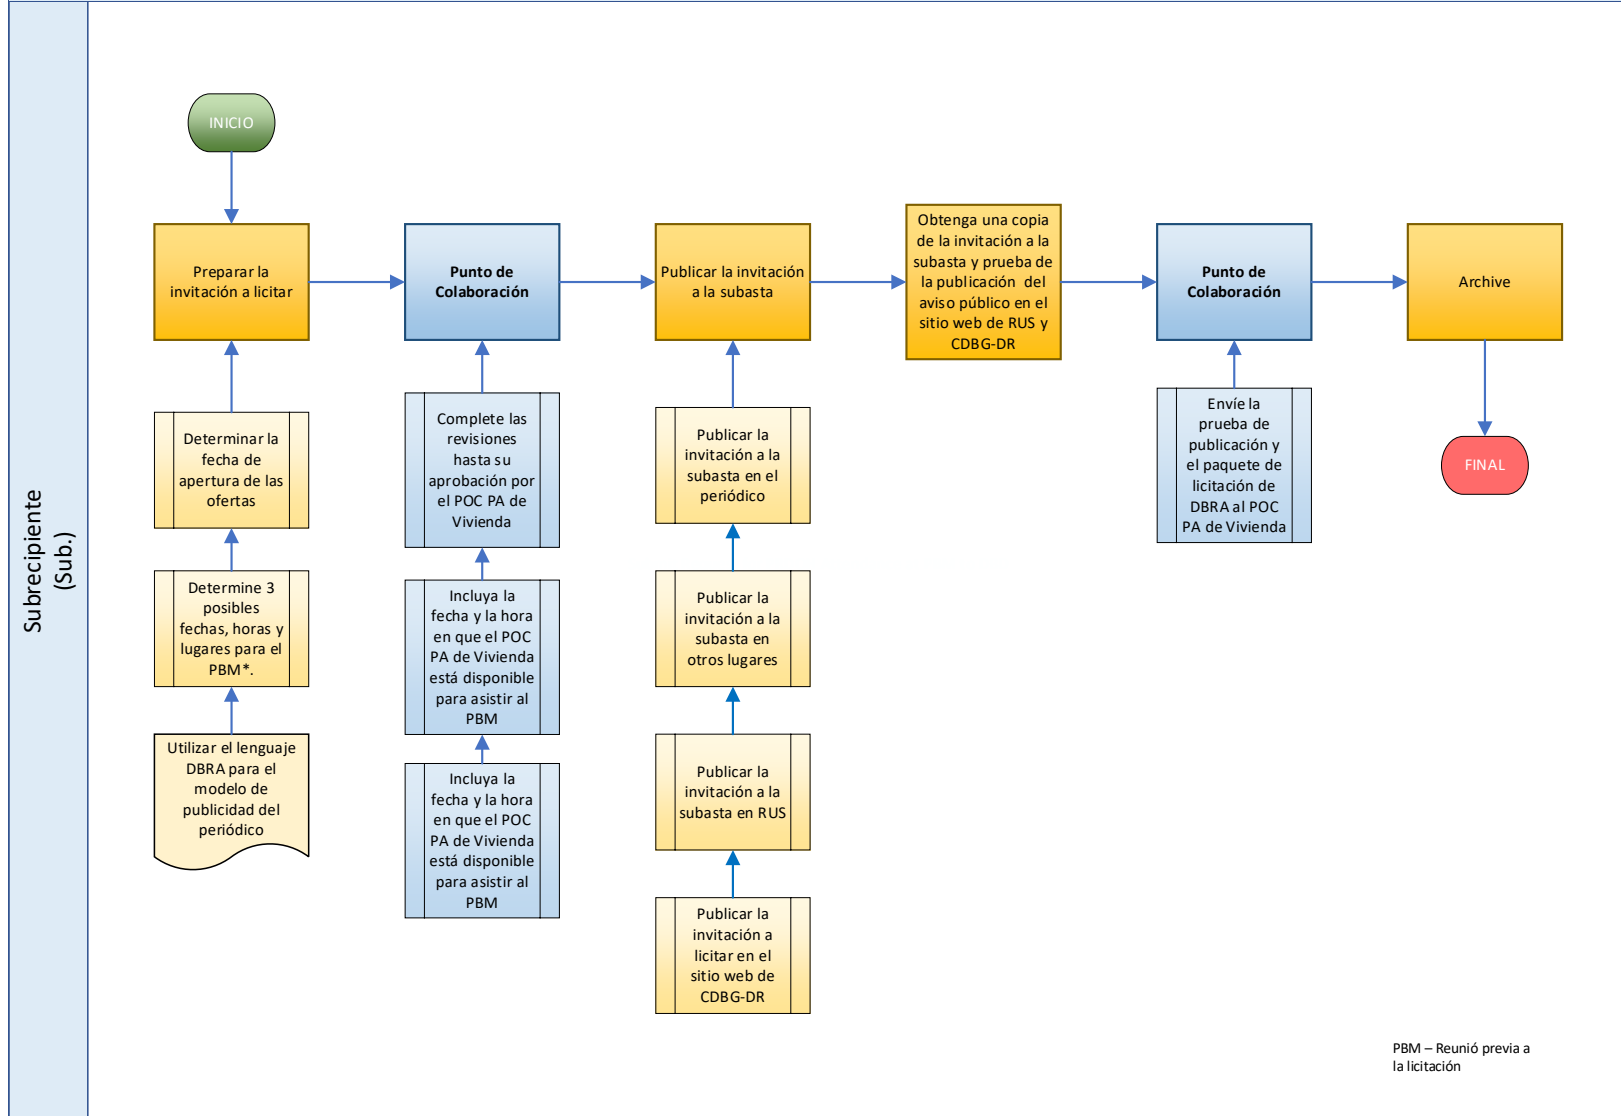 Subrecipiente
(Sub.)
INICIO
Preparar la
invitación a licitar
Determinar la
fecha de
apertura de las
ofertas
Determine 3
posibles
fechas, horas y
lugares para el
PBM*.
Utilizar el lenguaje
DBRA para el
modelo de
publicidad del
periódico
Punto de
Colaboración
Complete las
revisiones
hasta su
aprobación por
el POC PA de
Vivienda
Incluya la
fecha y la hora
en que el POC
PA de Vivienda
está disponible
para asistir al
PBM
Incluya la
fecha y la hora
en que el POC
PA de Vivienda
está disponible
para asistir al
PBM
Publicar la invitación
a la subasta
Publicar la
invitación a la
subasta en el
periódico
Publicar la
invitación a la
subasta en
otros lugares
Publicar la
invitación a la
subasta en RUS
Publicar la
invitación a
licitar en el
sitio web de
CDBG-DR
Obtenga una copia
de la invitación a la
subasta y prueba de
la publicación del
aviso público en el
sitio web de RUS y
CDBG-DR
Punto de
Colaboración
Envíe la
prueba de
publicación y
el paquete de
licitación de
DBRA al POC
PA de Vivienda
Archive
FINAL
PBM – Reunió previa a
la licitación